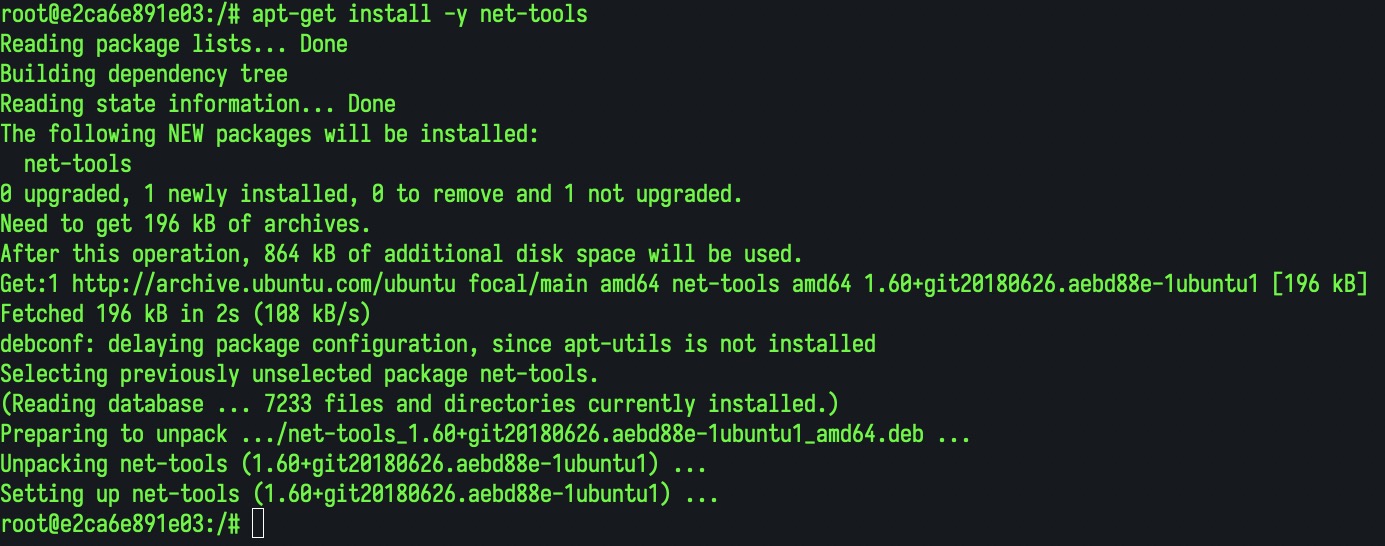 root@e2ca6e891e03:/# apt-get install -y net-tools
Reading package lists... Done
Building dependency tree
Reading state information... Done
The following NEW packages will be installed:
  net-tools
0 upgraded, 1 newly installed, 0 to remove and 1 not upgraded.
Need to get 196 kB of archives.
After this operation, 864 kB of additional disk space will be used.
Get:1 http://archive.ubuntu.com/ubuntu focal/main amd64 net-tools amd64 1.60+git20180626.aebd88e-1ubuntu1 [196 kB]
Fetched 196 kB in 2s (108 kB/s)
debconf: delaying package configuration, since apt-utils is not installed
Selecting previously unselected package net-tools.
(Reading database ... 7233 files and directories currently installed.)
Preparing to unpack .../net-tools_1.60+git20180626.aebd88e-1ubuntu1_amd64.deb ...
Unpacking net-tools (1.60+git20180626.aebd88e-1ubuntu1) ...
Setting up net-tools (1.60+git20180626.aebd88e-1ubuntu1) ...
root@e2ca6e891e03:/#